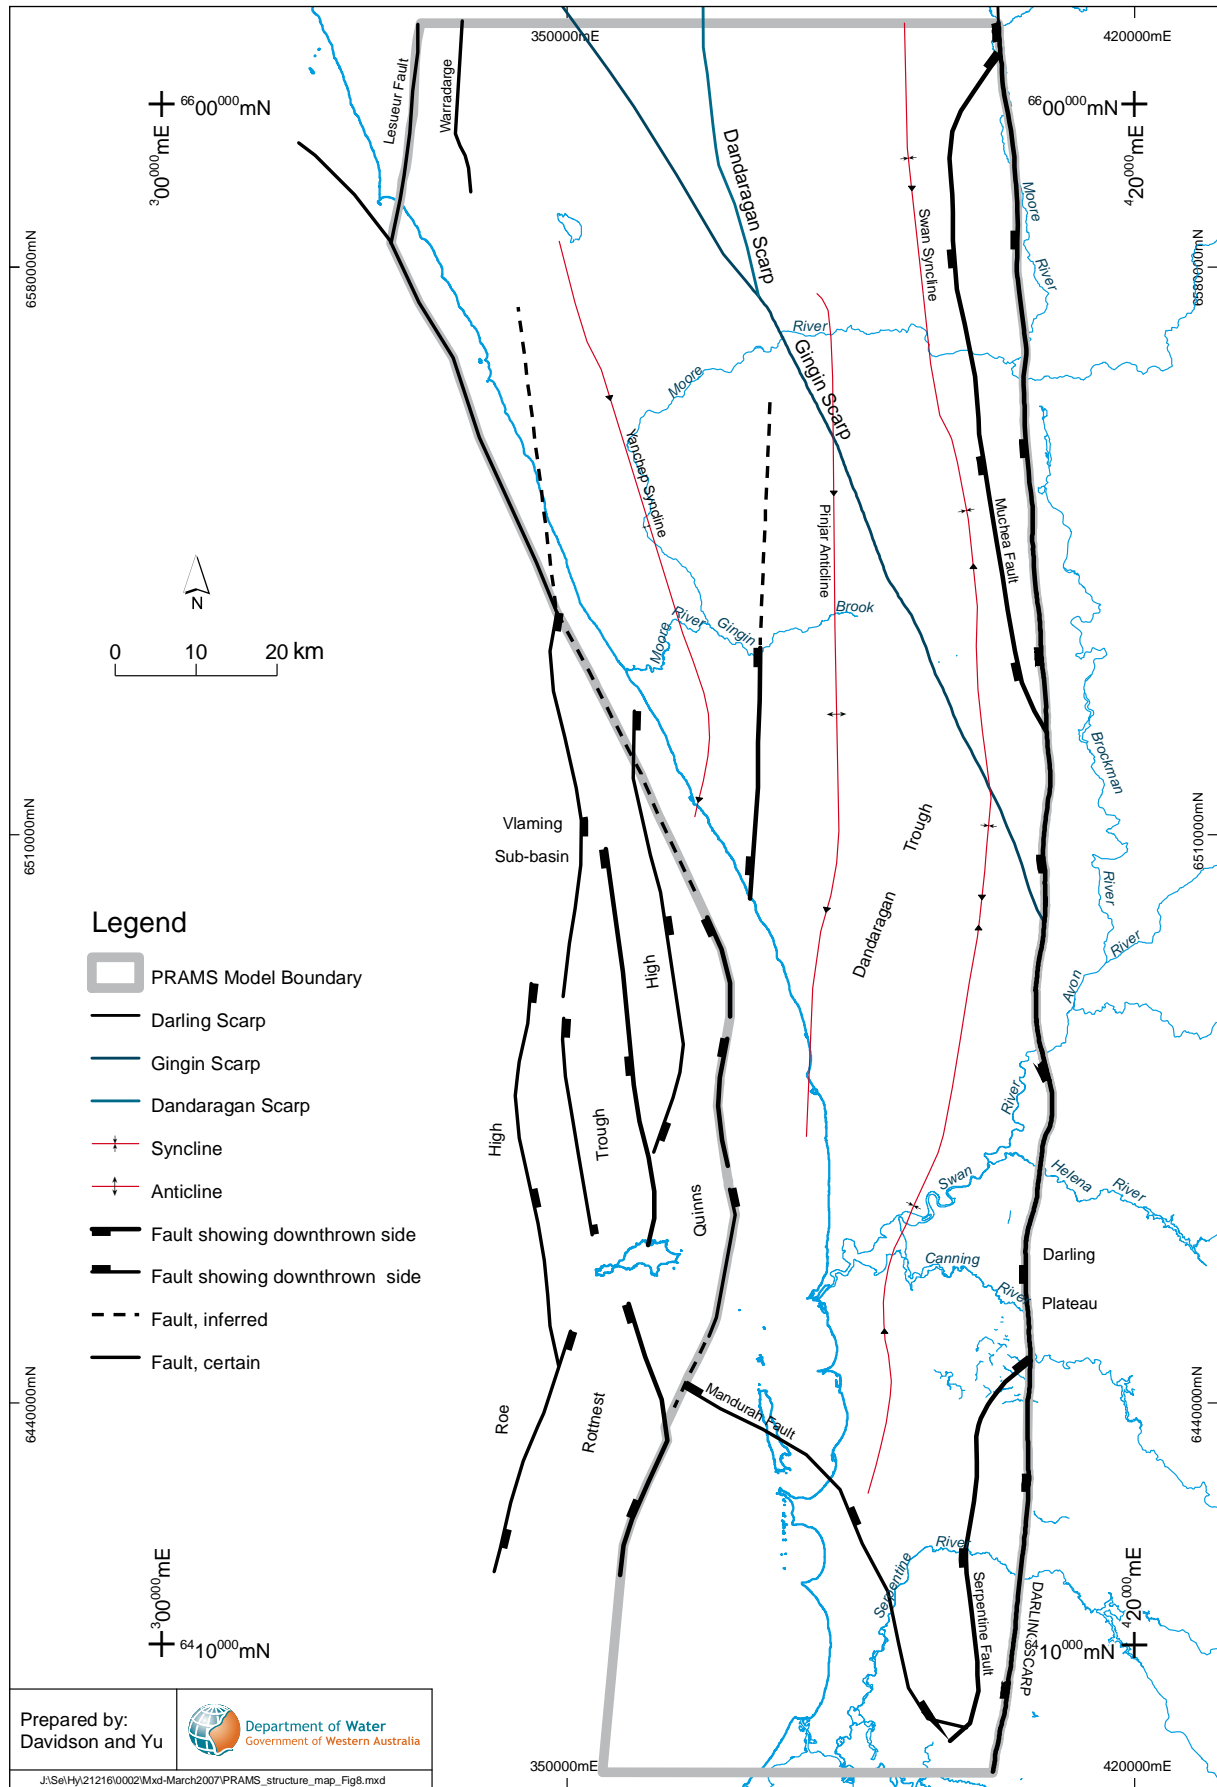 350000mE
420000mE
6600000mN
6600000mN
300000mE
420000mE
Lesueur Fault
Warradarge
Dandaragan Scarp
Swan Syncline
Moore
River
6580000mN
6580000mN
River
Moore
Gingin Scarp
Yanchep Syncline
Pinjar Anticline
Muchea Fault
N
0 10 20 km
Moore
River
Gingin
Brook
Brockman
River
Vlaming
Sub-basin
6510000mN
6510000mN
Trough
Dandaragan
High
River
Avon
River
Legend
PRAMS Model Boundary
Darling Scarp
Gingin Scarp
Dandaragan Scarp
Syncline
Anticline
Fault showing downthrown side
Fault showing downthrown side
Fault, inferred
Fault, certain
High
Trough
Quinns
Swan
Helena
River
Canning
River
Darling
Plateau
6440000mN
6440000mN
Roe
Rottnest
Mandurah Fault
Serpentine
River
Serpentine Fault
DARLING SCARP
300000mE
420000mE
6410000mN
6410000mN
350000mE
420000mE
Prepared by:
Davidson and Yu
Department of Water
Government of Western Australia
J:\Se\Hy\21216\0002\Mxd-March2007\PRAMS_structure_map_Fig8.mxd